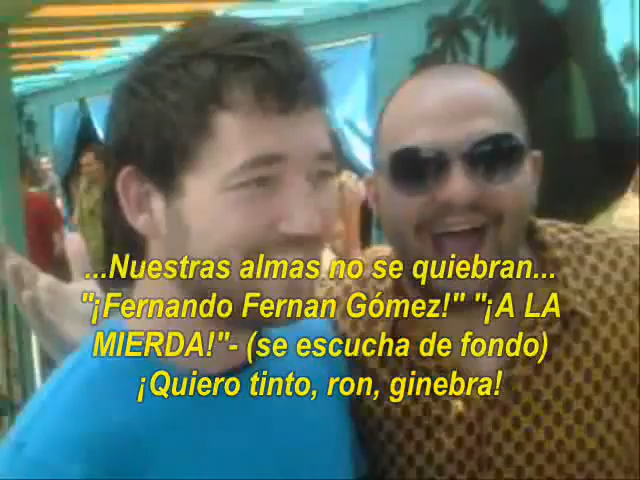 ...Nuestras almas no se quiebran...
"¡Fernando Fernan Gómez!" "¡A LA
MIERDA!"- (se escucha de fondo)
¡Quiero tinto, ron, ginebra!